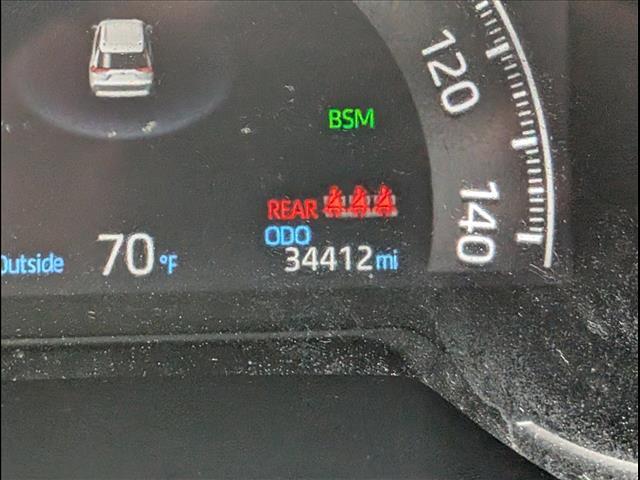 120
BSM
140
REAR
ODO
Outside 70 °F 34412 mi